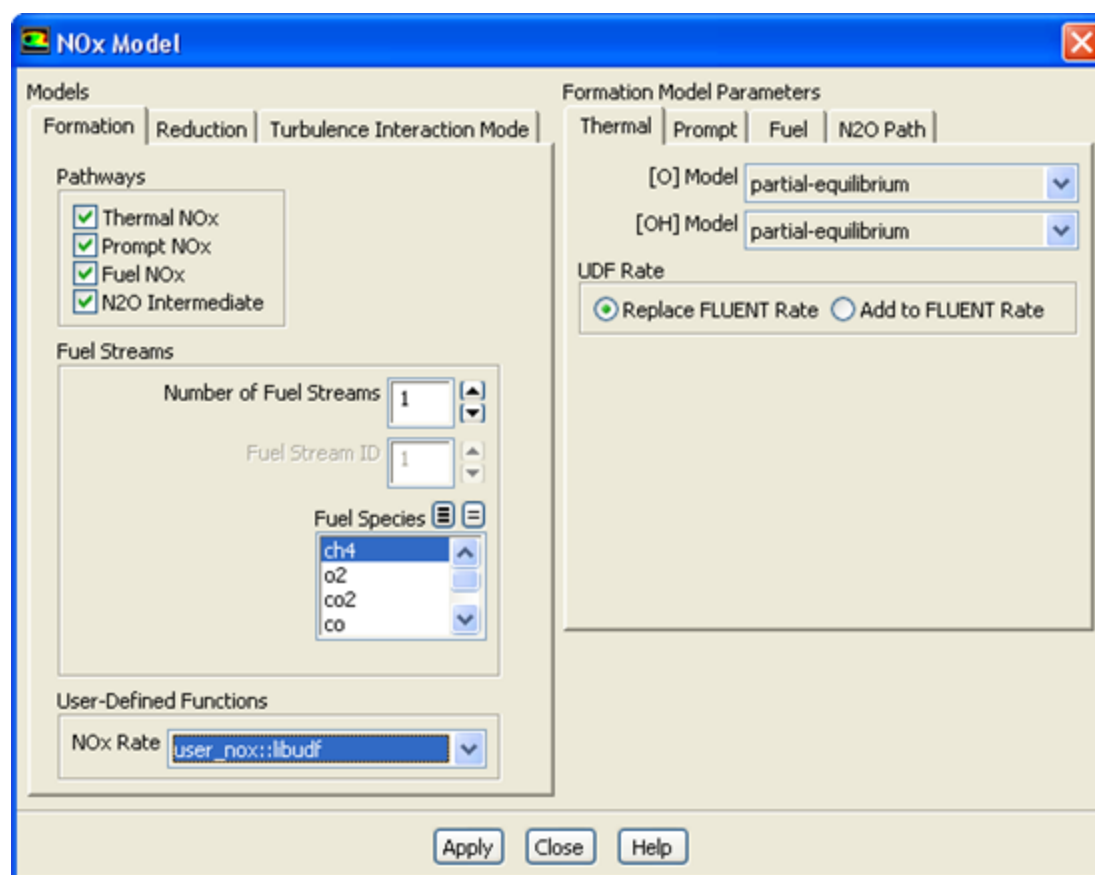 NOx Model
Models
Formation Reduction Turbulence Interaction Mode
Pathways
Thermal NOx
Prompt NOx
Fuel NOx
N2O Intermediate
Fuel Streams
Number of Fuel Streams 1
Fuel Stream ID 1
Fuel Species
ch4
o2
co2
co
User-Defined Functions
NOx Rate user_nox::libudf
Formation Model Parameters
Thermal Prompt Fuel N2O Path
[O] Model partial-equilibrium
[OH] Model partial-equilibrium
UDF Rate
Replace FLUENT Rate Add to FLUENT Rate
Apply Close Help